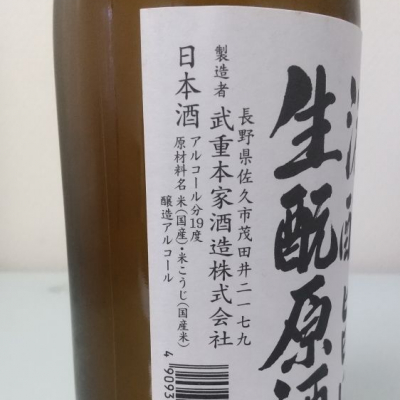 生酛原酒
長野県佐久市茂田井二一七九
製造者 武重本家酒造株式会社
日本酒
アルコール分19度
原材料名 米(国産)・米こうじ(国産米)
醸造アルコール
4 9093